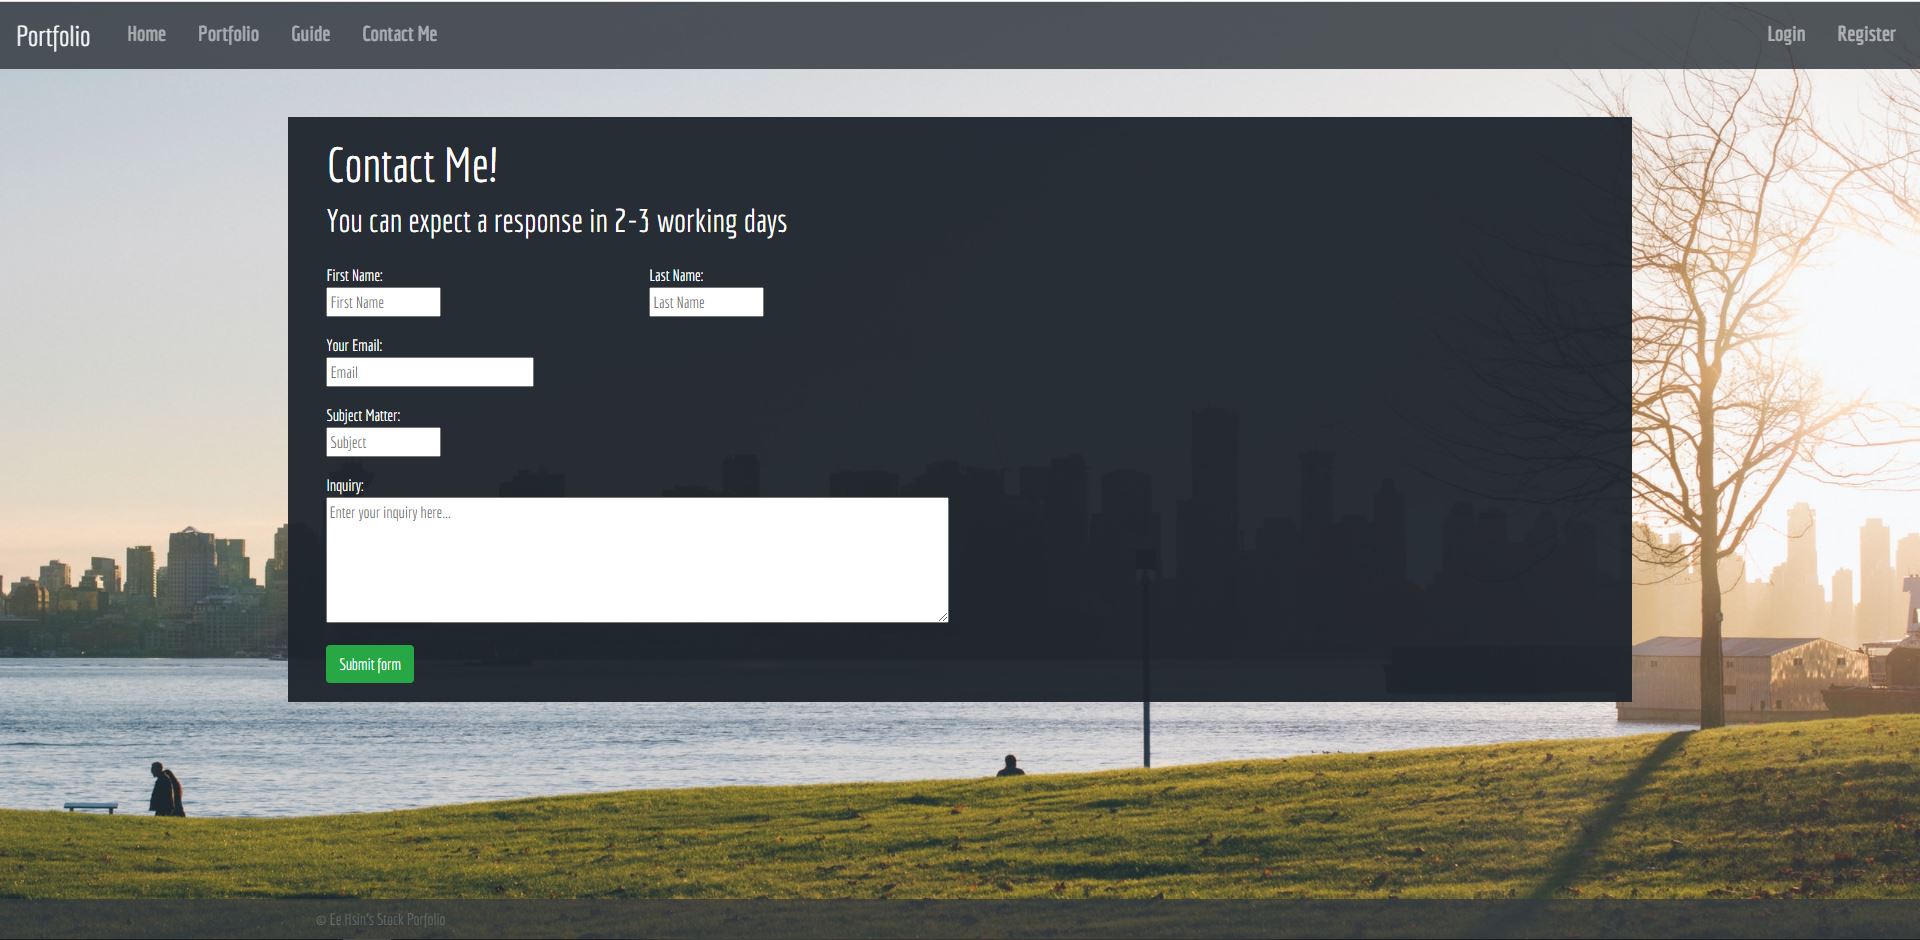 Portfolio Home Portfolio Guide Contact Me Login Register
Contact Me!
You can expect a response in 2-3 working days
First Name: Last Name:
First Name Last Name
Your Email:
Email
Subject Matter:
Subject
Inquiry:
Enter your inquiry here...
Submit form
© Ee Hsin's Stock Porfolio